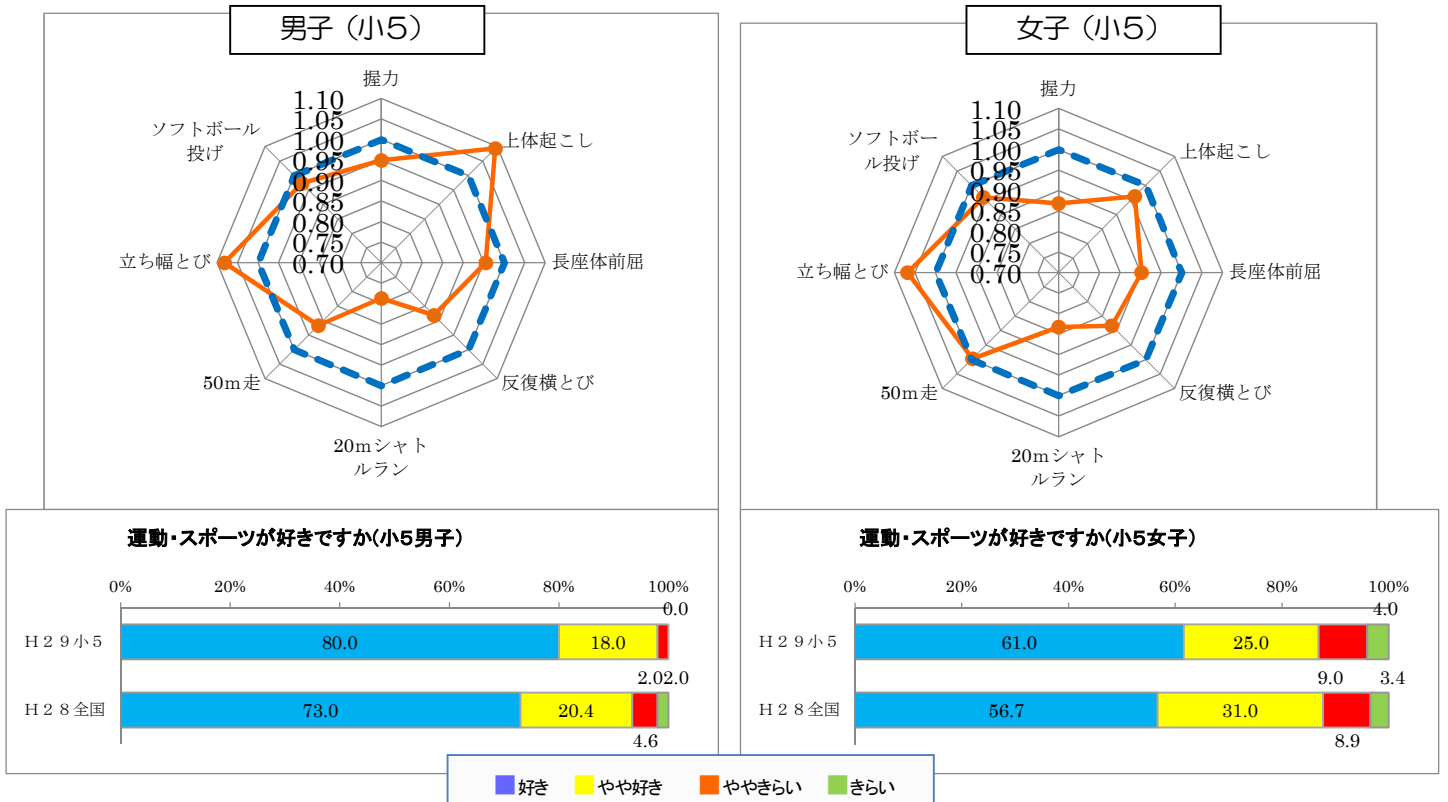 男子（小5）
握力
1.10
1.05
1.00
0.95
0.90
0.85
0.80
0.75
0.70
上体起こし
長座体前屈
反復横とび
20mシャト
ルラン
50m走
立ち幅とび
ソフトボール
投げ
女子（小5）
握力
1.10
1.05
1.00
0.95
0.90
0.85
0.80
0.75
0.70
上体起こし
長座体前屈
反復横とび
20mシャト
ルラン
50m走
立ち幅とび
ソフトボー
ル投げ
運動・スポーツが好きですか(小5男子）
0% 20% 40% 60% 80% 100%
0.0
Ｈ２９小５ 80.0 18.0
2.0 2.0
Ｈ２８全国 73.0 20.4
4.6
運動・スポーツが好きですか(小5女子）
0% 20% 40% 60% 80% 100%
4.0
Ｈ２９小５ 61.0 25.0
9.0 3.4
Ｈ２８全国 56.7 31.0
8.9
好き やや好き ややきらい きらい